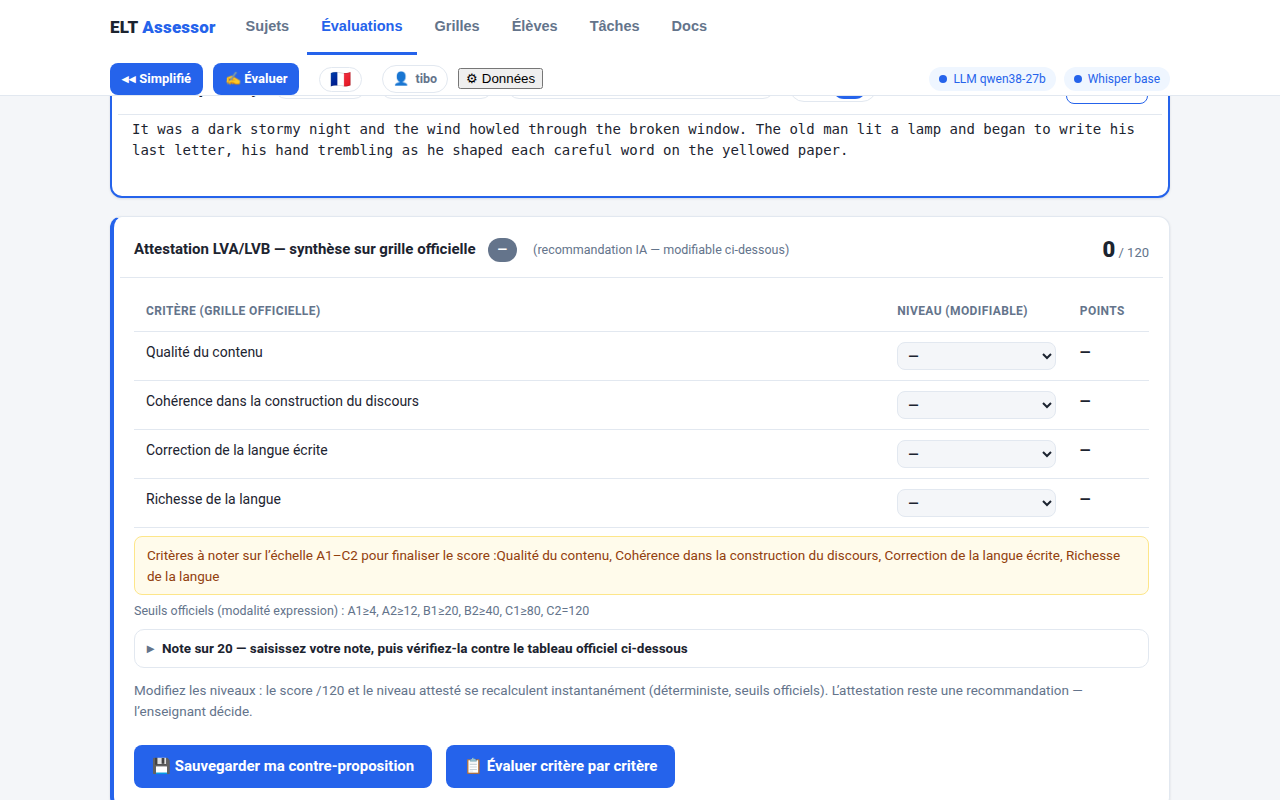 ELT Assessor Sujets Évaluations Grilles Élèves Tâches Docs
Simplifié Évaluer tibo Données LLM qwen38-27b Whisper base
It was a dark stormy night and the wind howled through the broken window. The old man lit a lamp and began to write his
last letter, his hand trembling as he shaped each careful word on the yellowed paper.
Attestation LVA/LVB — synthèse sur grille officielle — (recommandation IA — modifiable ci-dessous) 0 / 120
CRITÈRE (GRILLE OFFICIELLE) NIVEAU (MODIFIABLE) POINTS
Qualité du contenu — —
Cohérence dans la construction du discours — —
Correction de la langue écrite — —
Richesse de la langue — —
Critères à noter sur l'échelle A1–C2 pour finaliser le score :Qualité du contenu, Cohérence dans la construction du discours, Correction de la langue écrite, Richesse
de la langue
Seuils officiels (modalité expression) : A1≥4, A2≥12, B1≥20, B2≥40, C1≥80, C2=120
Note sur 20 — saisissez votre note, puis vérifiez-la contre le tableau officiel ci-dessous
Modifiez les niveaux : le score /120 et le niveau attesté se recalculent instantanément (déterministe, seuils officiels). L'attestation reste une recommandation —
l'enseignant décide.
Sauvegarder ma contre-proposition Évaluer critère par critère